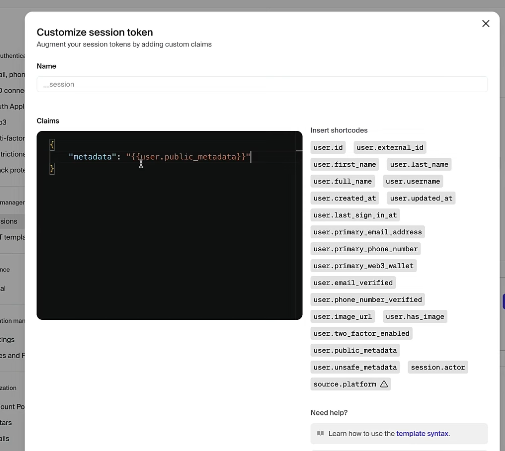 Customize session token
Augment your session tokens by adding custom claims
Name
__session
Claims
{
"metadata": "{{user.public_metadata}}"
}
Insert shortcodes
user.id user.external_id
user.first_name user.last_name
user.full_name user.username
user.created_at user.updated_at
user.last_sign_in_at
user.primary_email_address
user.primary_phone_number
user.primary_web3_wallet
user.email_verified
user.phone_number_verified
user.image_url user.has_image
user.two_factor_enabled
user.public_metadata
user.unsafe_metadata session.actor
source.platform
Need help?
Learn how to use the template syntax.